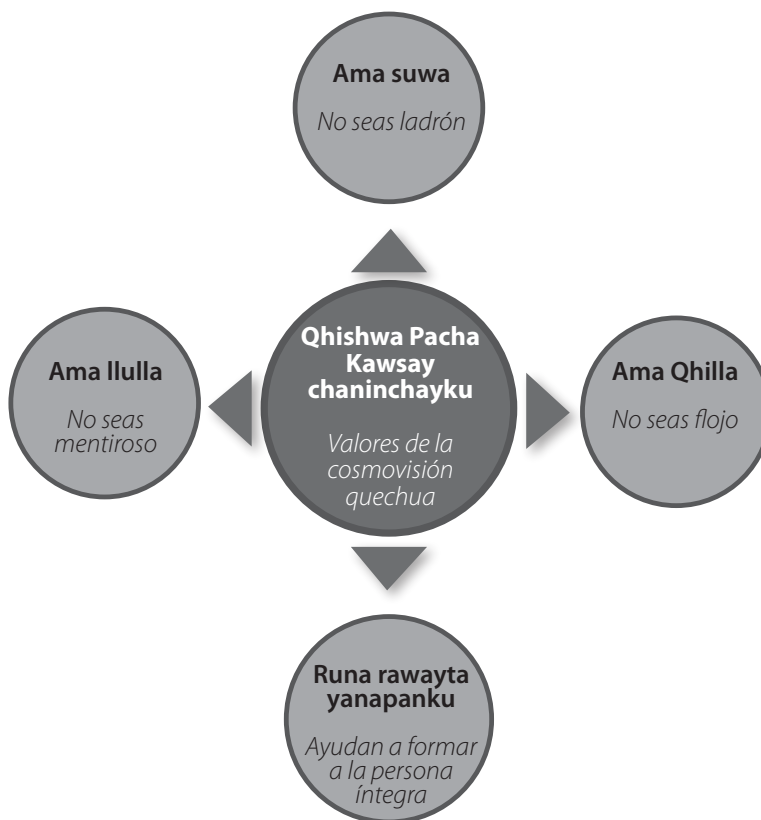 Ama suwa
No seas ladrón
Qhishwa Pacha
Kawsay
chaninchayku
Valores de la
cosmovisión
quechua
Ama llulla
No seas
mentiroso
Ama Qhilla
No seas flojo
Runa rawayta
yanapanku
Ayudan a formar
a la persona
íntegra